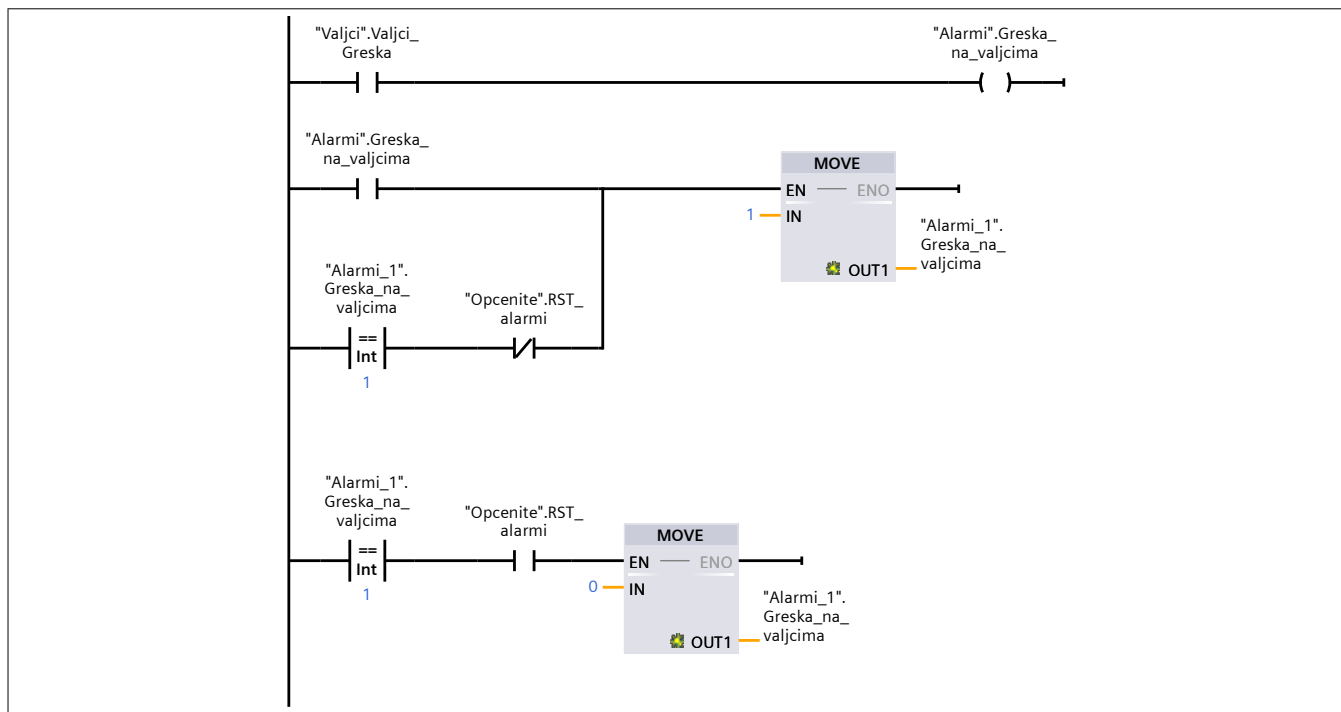 "Valjci".Valjci_
Greska
"Alarmi".Greska_
na_valjcima
"Alarmi".Greska_
na_valjcima
MOVE
EN
ENO
1
IN
"Alarmi_1".
Greska_na_
valjcima
OUT1
"Alarmi_1".
Greska_na_
valjcima
"Opcenite".RST_
alarmi
==
Int
1
"Alarmi_1".
Greska_na_
valjcima
"Opcenite".RST_
alarmi
==
Int
1
MOVE
EN
ENO
0
IN
"Alarmi_1".
Greska_na_
valjcima
OUT1